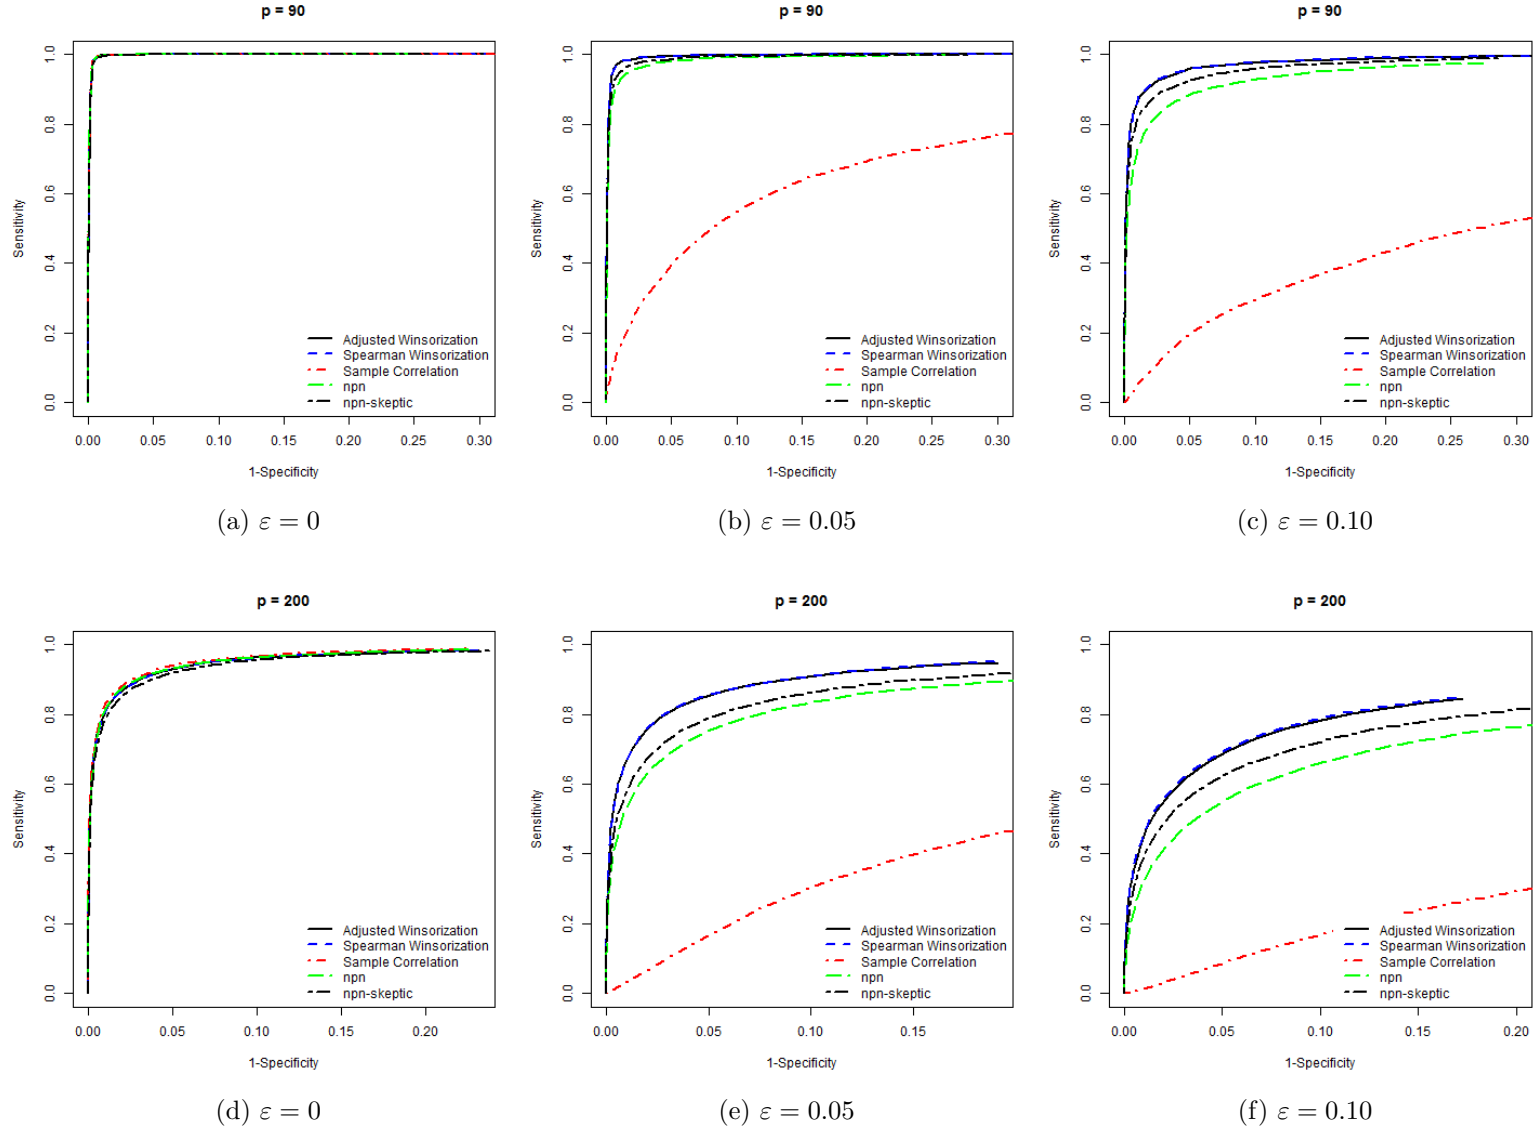 p = 90
Sensitivity
1.0
0.8
0.6
0.4
0.2
0.0
Adjusted Winsorization
Spearman Winsorization
Sample Correlation
npn
npn-skeptic
0.00 0.05 0.10 0.15 0.20 0.25 0.30
1-Specificity
(a) ε = 0
p = 90
Sensitivity
1.0
0.8
0.6
0.4
0.2
0.0
Adjusted Winsorization
Spearman Winsorization
Sample Correlation
npn
npn-skeptic
0.00 0.05 0.10 0.15 0.20 0.25 0.30
1-Specificity
(b) ε = 0.05
p = 90
Sensitivity
1.0
0.8
0.6
0.4
0.2
0.0
Adjusted Winsorization
Spearman Winsorization
Sample Correlation
npn
npn-skeptic
0.00 0.05 0.10 0.15 0.20 0.25 0.30
1-Specificity
(c) ε = 0.10
p = 200
Sensitivity
1.0
0.8
0.6
0.4
0.2
0.0
Adjusted Winsorization
Spearman Winsorization
Sample Correlation
npn
npn-skeptic
0.00 0.05 0.10 0.15 0.20
1-Specificity
(d) ε = 0
p = 200
Sensitivity
1.0
0.8
0.6
0.4
0.2
0.0
Adjusted Winsorization
Spearman Winsorization
Sample Correlation
npn
npn-skeptic
0.00 0.05 0.10 0.15
1-Specificity
(e) ε = 0.05
p = 200
Sensitivity
1.0
0.8
0.6
0.4
0.2
0.0
Adjusted Winsorization
Spearman Winsorization
Sample Correlation
npn
npn-skeptic
0.00 0.05 0.10 0.15 0.20
1-Specificity
(f) ε = 0.10